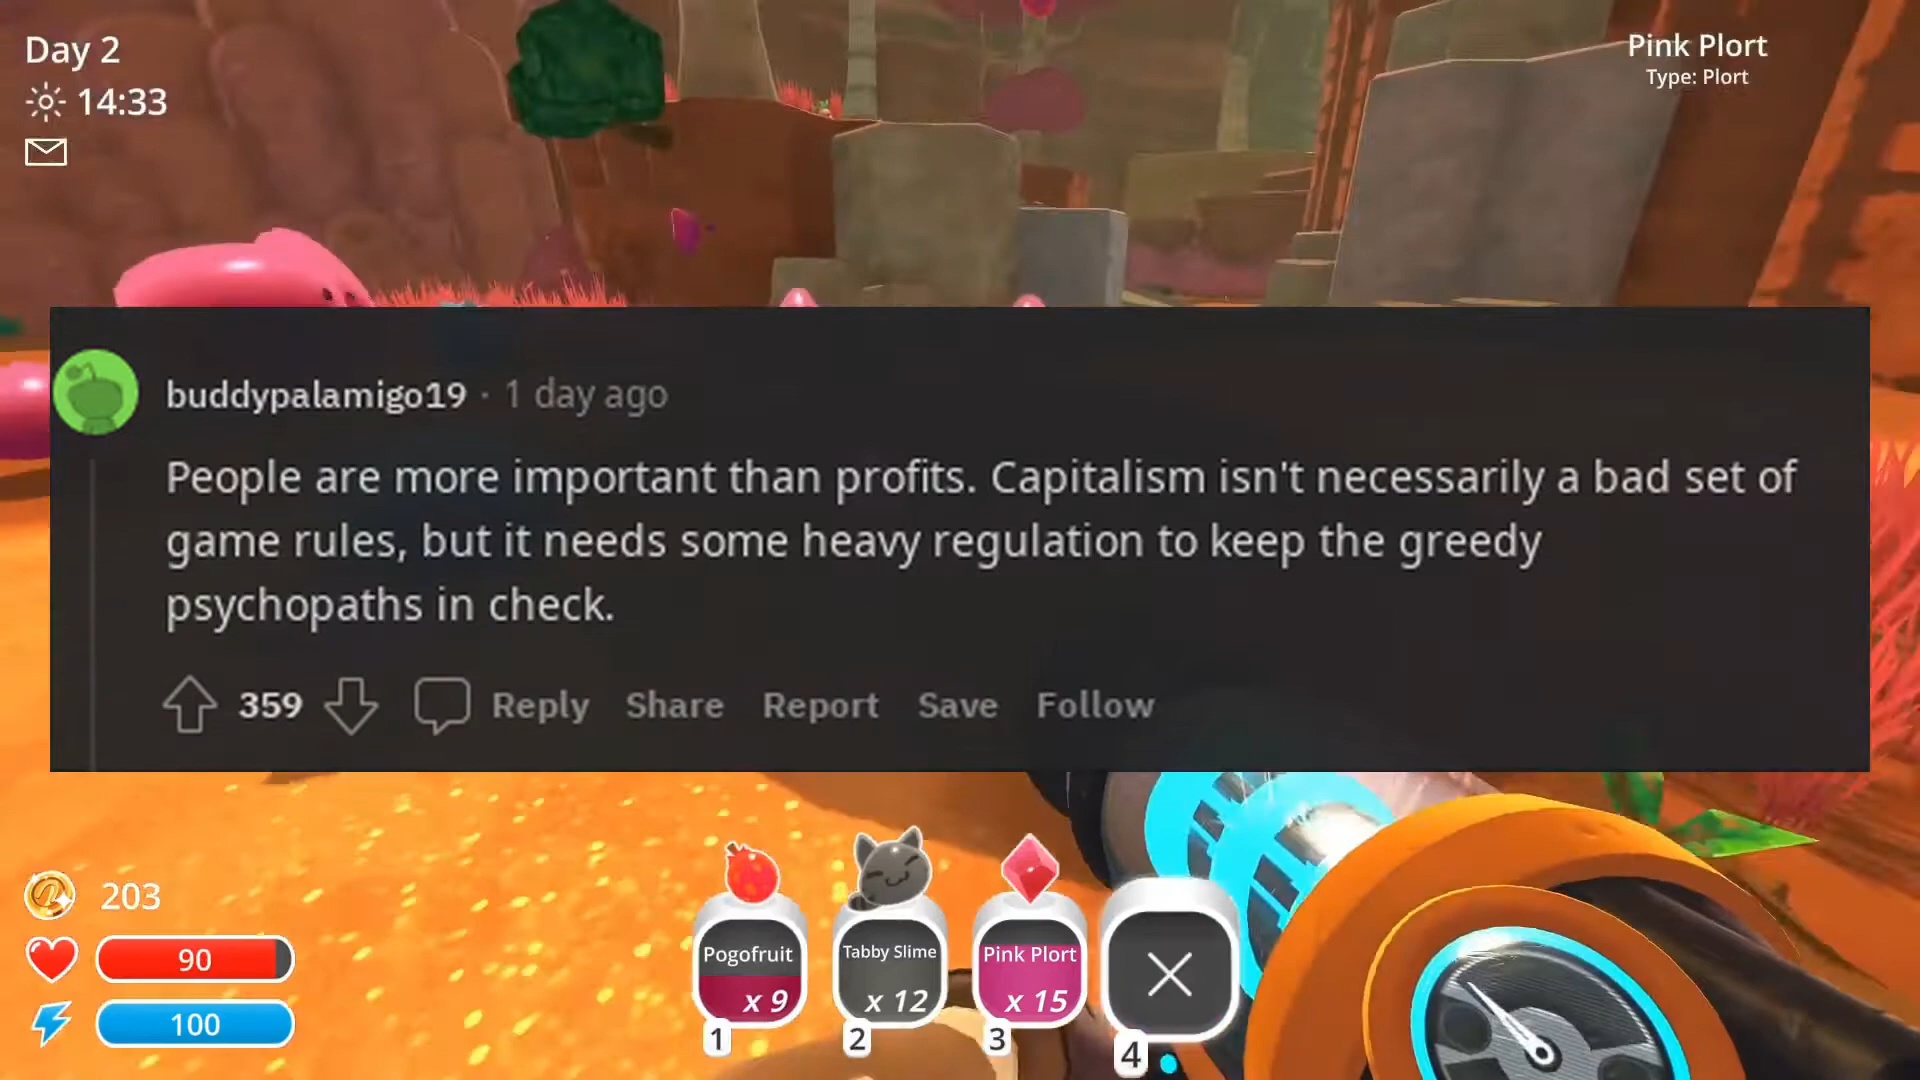 Day 2
14:33
Pink Plort
Type: Plort
buddypalamigo19 · 1 day ago
People are more important than profits. Capitalism isn't necessarily a bad set of
game rules, but it needs some heavy regulation to keep the greedy
psychopaths in check.
359 Reply Share Report Save Follow
203
90
100
Pogofruit
x 9
1
Tabby Slime
x 12
2
Pink Plort
x 15
3
4